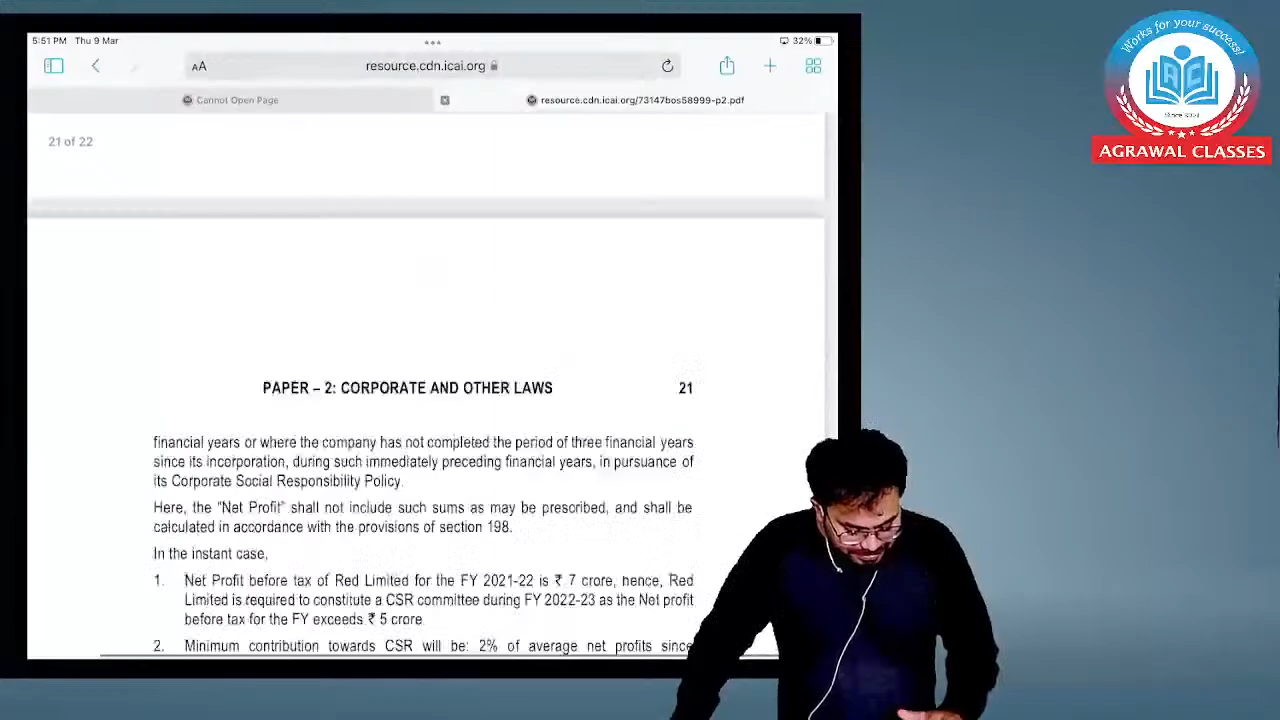 5:51 PM Thu 9 Mar
32%
AA
resource.cdn.icai.org
Cannot Open Page
resource.cdn.icai.org/73147bos58999-p2.pdf
21 of 22
PAPER – 2: CORPORATE AND OTHER LAWS 21
financial years or where the company has not completed the period of three financial years
since its incorporation, during such immediately preceding financial years, in pursuance of
its Corporate Social Responsibility Policy.
Here, the "Net Profit" shall not include such sums as may be prescribed, and shall be
calculated in accordance with the provisions of section 198.
In the instant case,
1. Net Profit before tax of Red Limited for the FY 2021-22 is ₹ 7 crore, hence, Red
Limited is required to constitute a CSR committee during FY 2022-23 as the Net profit
before tax for the FY exceeds ₹ 5 crore
2. Minimum contribution towards CSR will be: 2% of average net profits since
Works for your success!
AC
AGRAWAL CLASSES